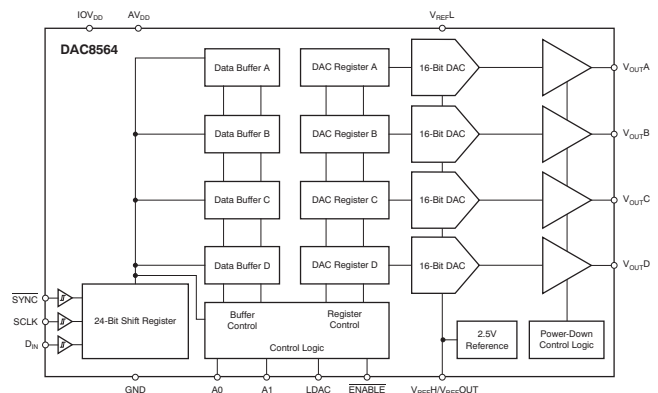 IOVDD
AVDD
VREFL
DAC8564
Data Buffer A
DAC Register A
16-Bit DAC
VOUTA
Data Buffer B
DAC Register B
16-Bit DAC
VOUTB
Data Buffer C
DAC Register C
16-Bit DAC
VOUTC
Data Buffer D
DAC Register D
16-Bit DAC
VOUTD
SYNC
SCLK
DIN
24-Bit Shift Register
Buffer
Control
Register
Control
Control Logic
2.5V
Reference
Power-Down
Control Logic
GND
A0
A1
LDAC
ENABLE
VREFH/VREFOUT